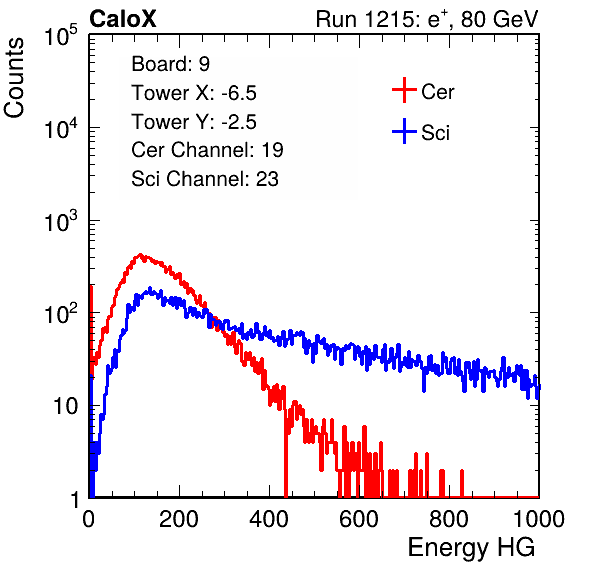 CaloX Run 1215: e⁺, 80 GeV
Counts
10⁵
10⁴
10³
10²
10
1
Board: 9
Tower X: -6.5
Tower Y: -2.5
Cer Channel: 19
Sci Channel: 23
Cer
Sci
0 200 400 600 800 1000
Energy HG